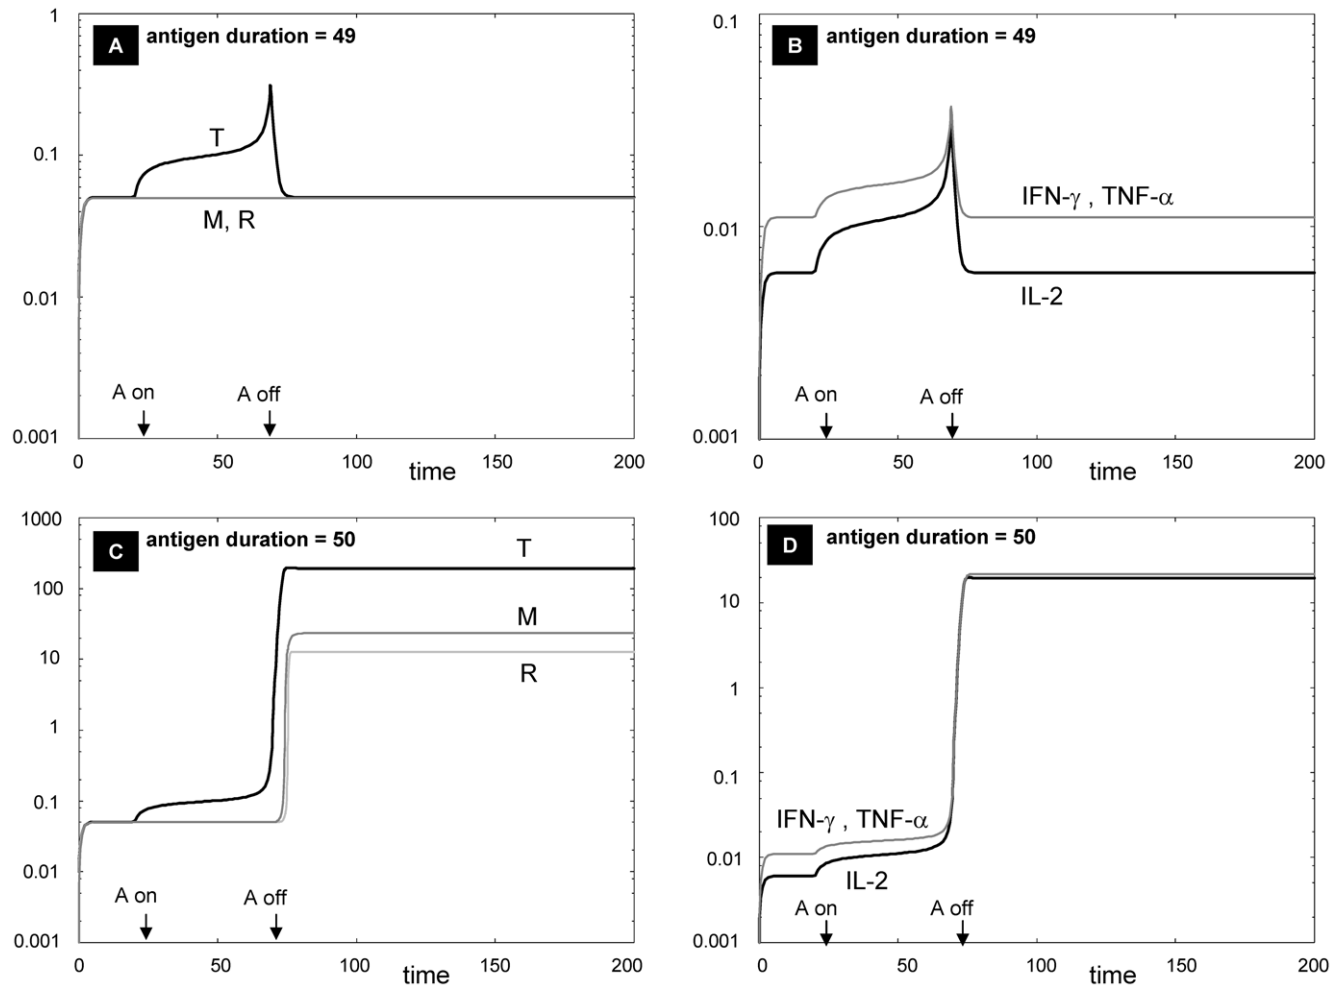 A antigen duration = 49
1
0.1
0.01
0.001
T
M, R
A on
A off
0 50 100 150 200
time
B antigen duration = 49
0.1
0.01
0.001
IFN-γ , TNF-α
IL-2
A on
A off
0 50 100 150 200
time
C antigen duration = 50
1000
100
10
1
0.1
0.01
0.001
T
M
R
A on
A off
0 50 100 150 200
time
D antigen duration = 50
100
10
1
0.1
0.01
0.001
IFN-γ , TNF-α
IL-2
A on
A off
0 50 100 150 200
time